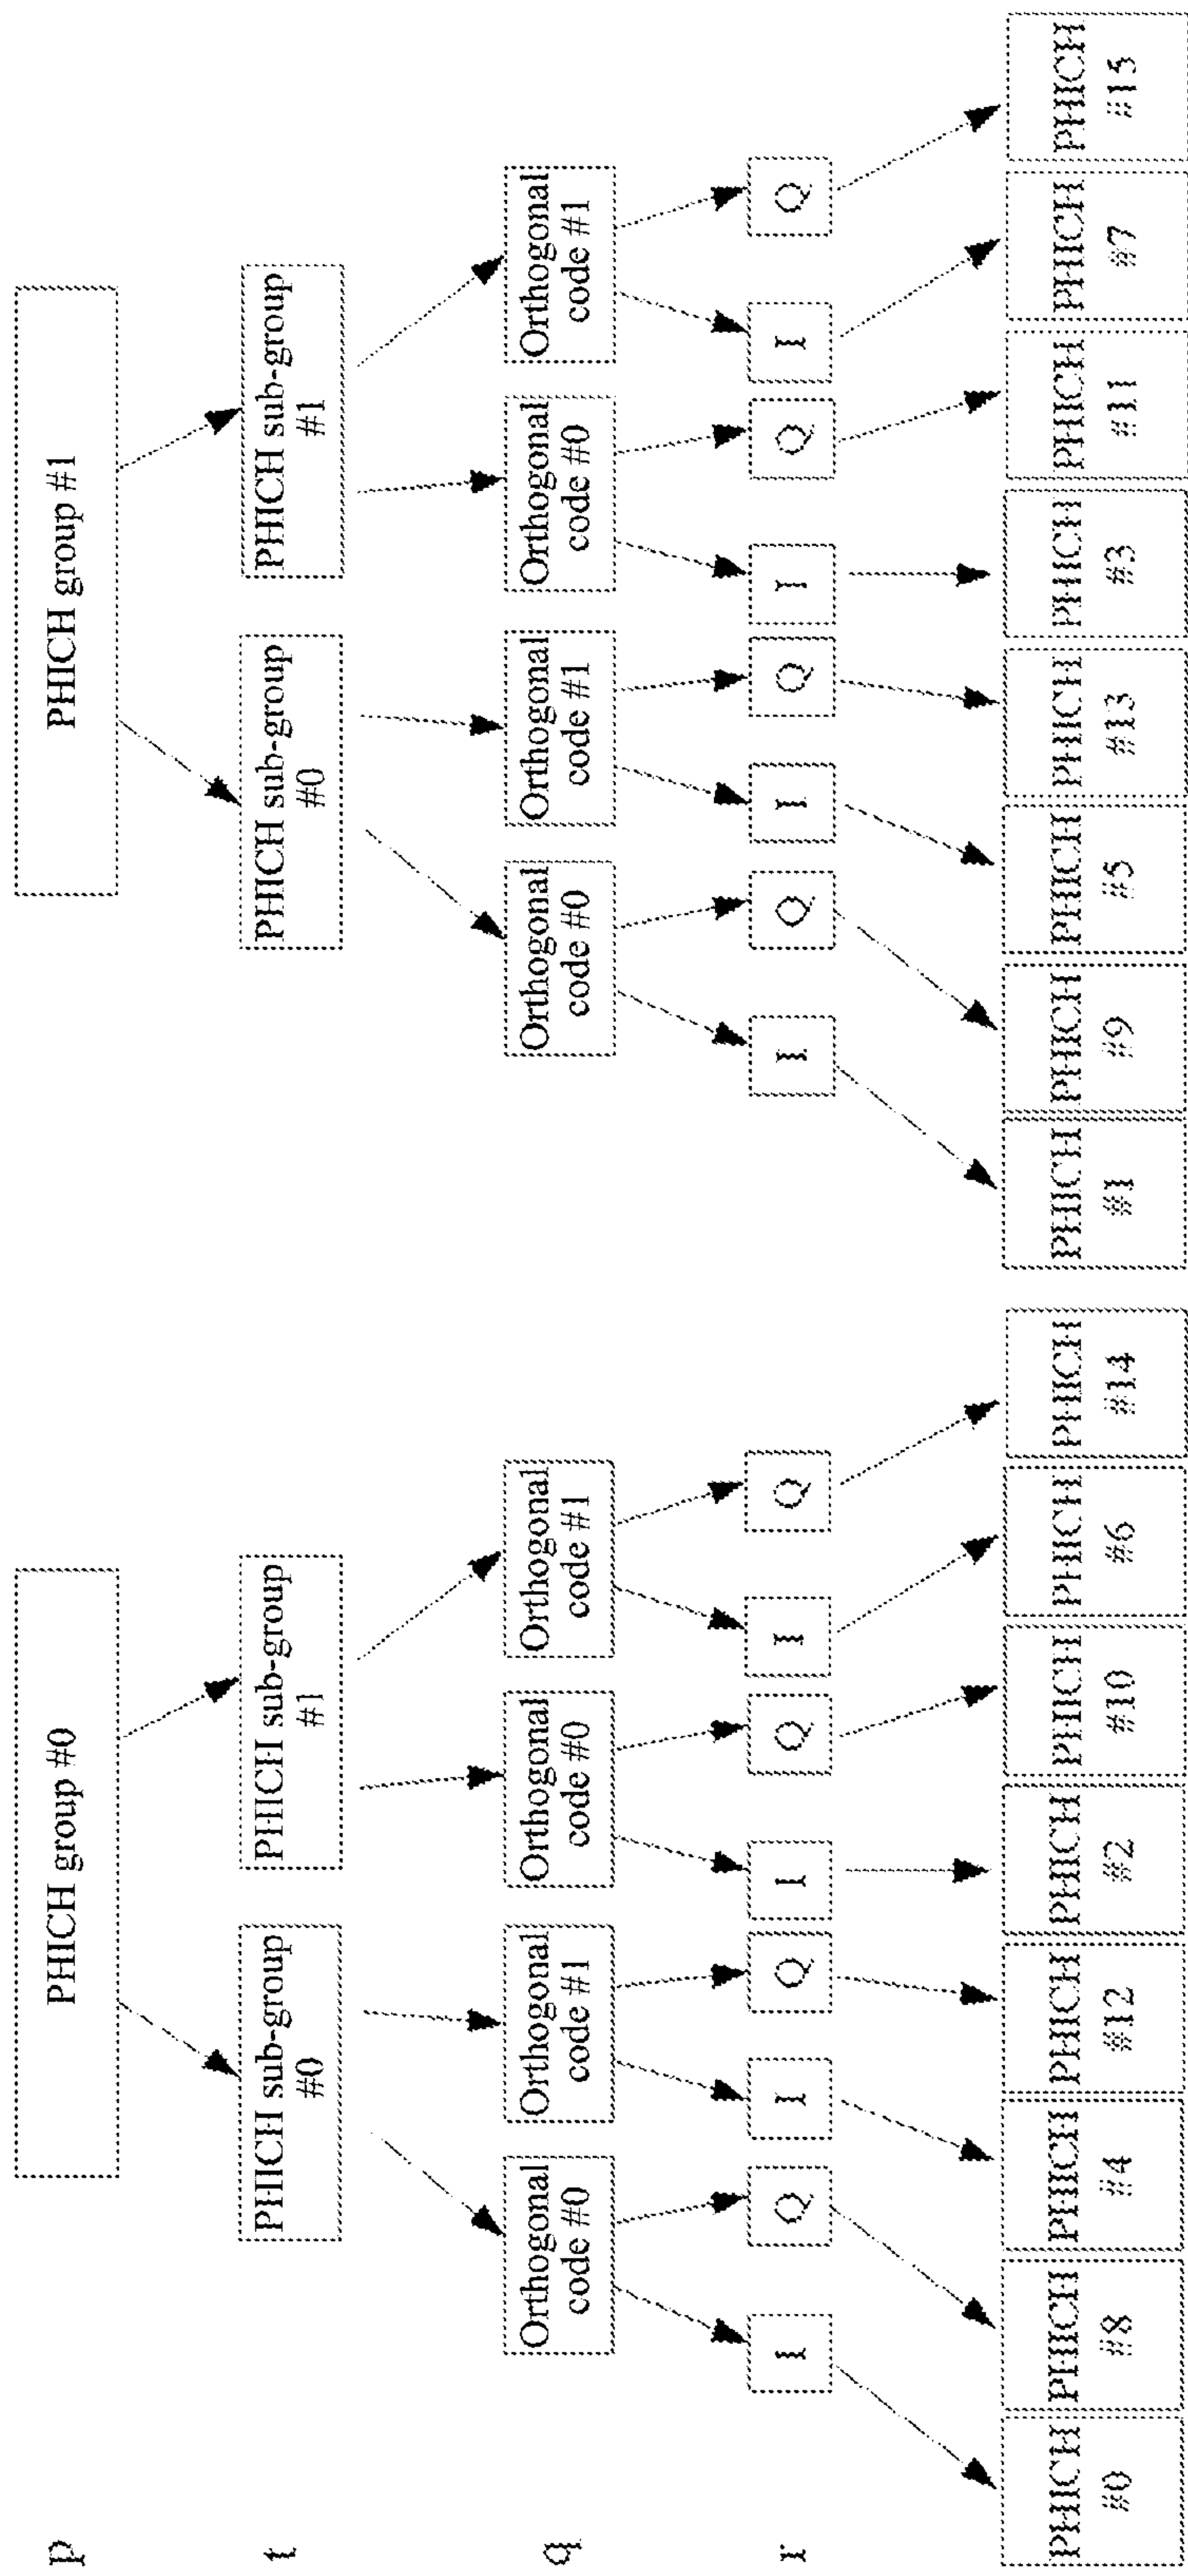 p
PHICH group #0
PHICH group #1
t
PHICH sub-group
#0
PHICH sub-group
#1
PHICH sub-group
#0
PHICH sub-group
#1
q
Orthogonal
code #0
Orthogonal
code #1
Orthogonal
code #0
Orthogonal
code #1
Orthogonal
code #0
Orthogonal
code #1
Orthogonal
code #0
Orthogonal
code #1
r
I
Q
I
Q
I
Q
I
Q
I
Q
I
Q
I
Q
I
Q
PHICH
#0
PHICH
#8
PHICH
#4
PHICH
#12
PHICH
#2
PHICH
#10
PHICH
#6
PHICH
#14
PHICH
#1
PHICH
#9
PHICH
#5
PHICH
#13
PHICH
#3
PHICH
#11
PHICH
#7
PHICH
#15